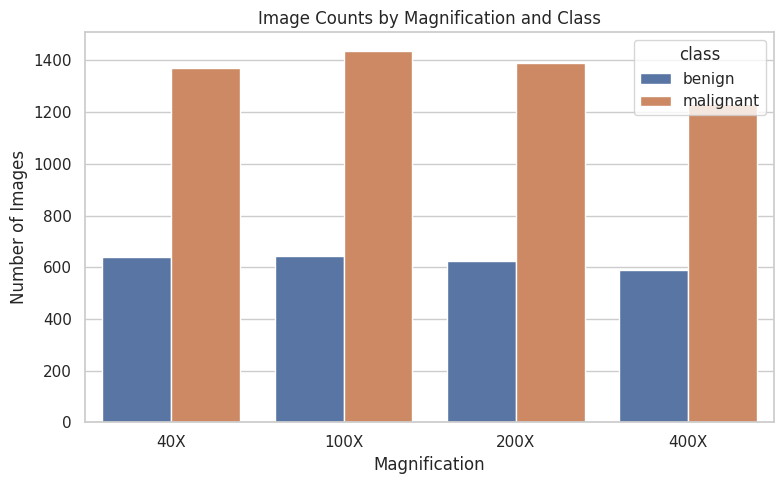 Image Counts by Magnification and Class
class
benign
malignant
Number of Images
1400
1200
1000
800
600
400
200
0
40X
100X
200X
400X
Magnification